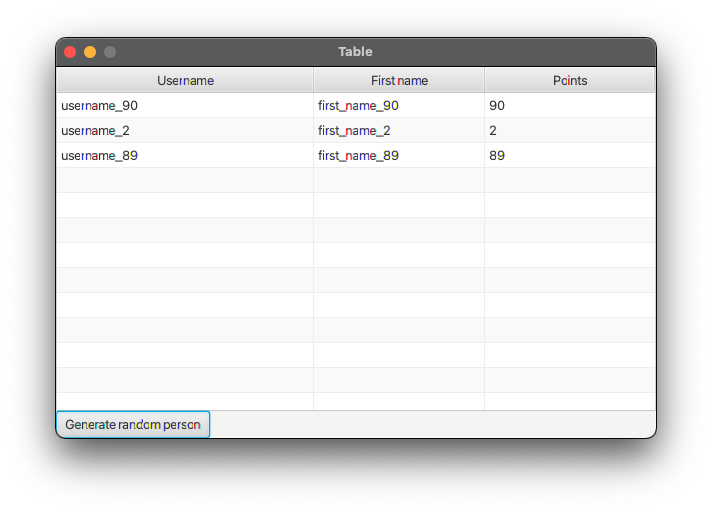 Table
Username First name Points
username_90 first_name_90 90
username_2 first_name_2 2
username_89 first_name_89 89
Generate random person